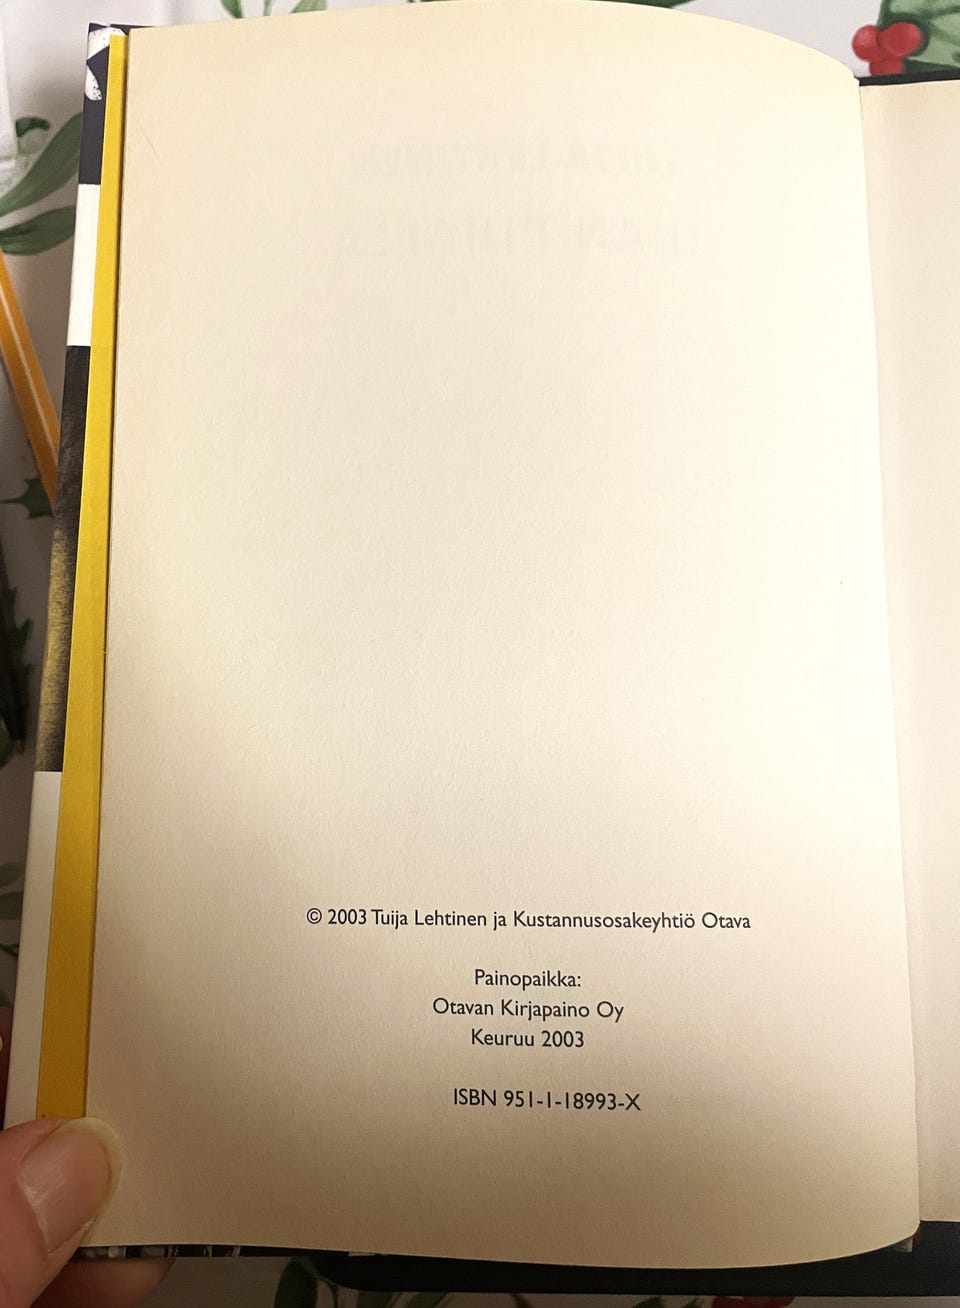 © 2003 Tuija Lehtinen ja Kustannusosakeyhtiö Otava
Painopaikka:
Otavan Kirjapaino Oy
Keuruu 2003
ISBN 951-1-18993-X